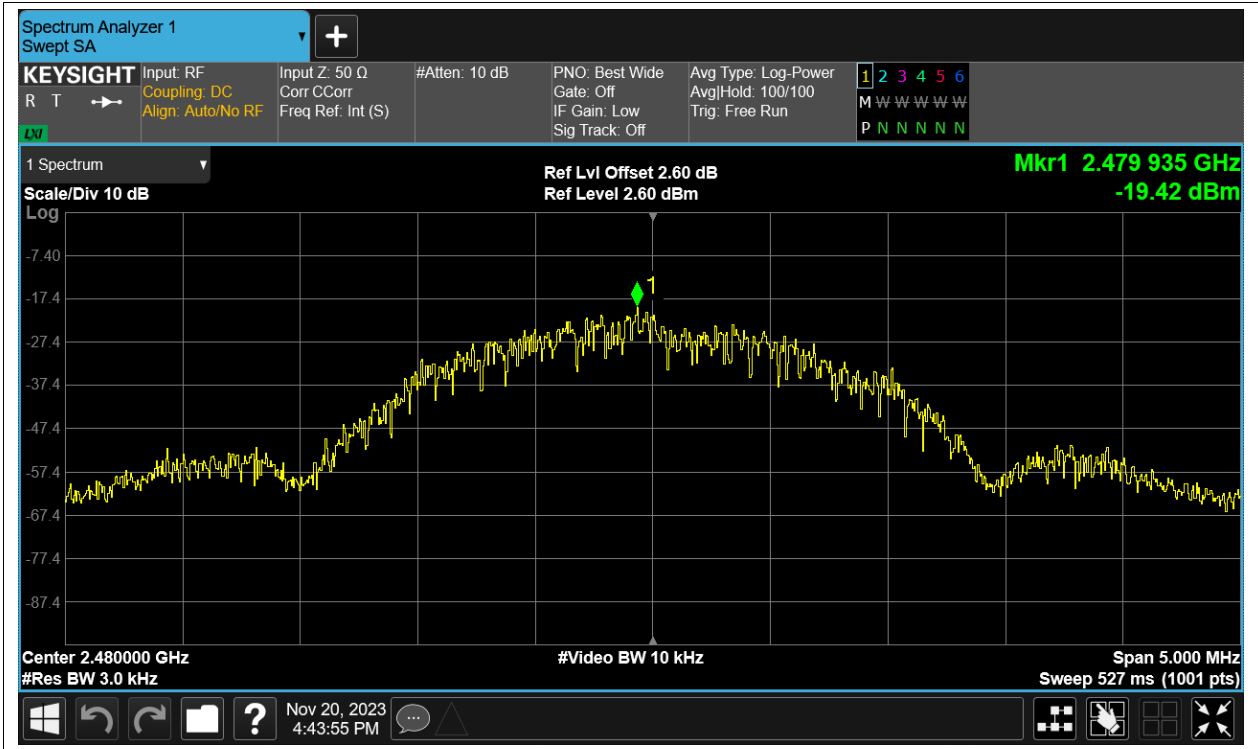 Spectrum Analyzer 1
Swept SA
+
KEYSIGHT
R T
LXI
Input: RF
Coupling: DC
Align: Auto/No RF
Input Z: 50 Ω
Corr CCorr
Freq Ref: Int (S)
#Atten: 10 dB
PNO: Best Wide
Gate: Off
IF Gain: Low
Sig Track: Off
Avg Type: Log-Power
Avg|Hold: 100/100
Trig: Free Run
1 2 3 4 5 6
M W W W W W
P N N N N N
1 Spectrum
Scale/Div 10 dB
Log
Ref Lvl Offset 2.60 dB
Ref Level 2.60 dBm
Mkr1 2.479 935 GHz
-19.42 dBm
-7.40
-17.4
-27.4
-37.4
-47.4
-57.4
-67.4
-77.4
-87.4
1
Center 2.480000 GHz
#Res BW 3.0 kHz
#Video BW 10 kHz
Span 5.000 MHz
Sweep 527 ms (1001 pts)
?
Nov 20, 2023
4:43:55 PM